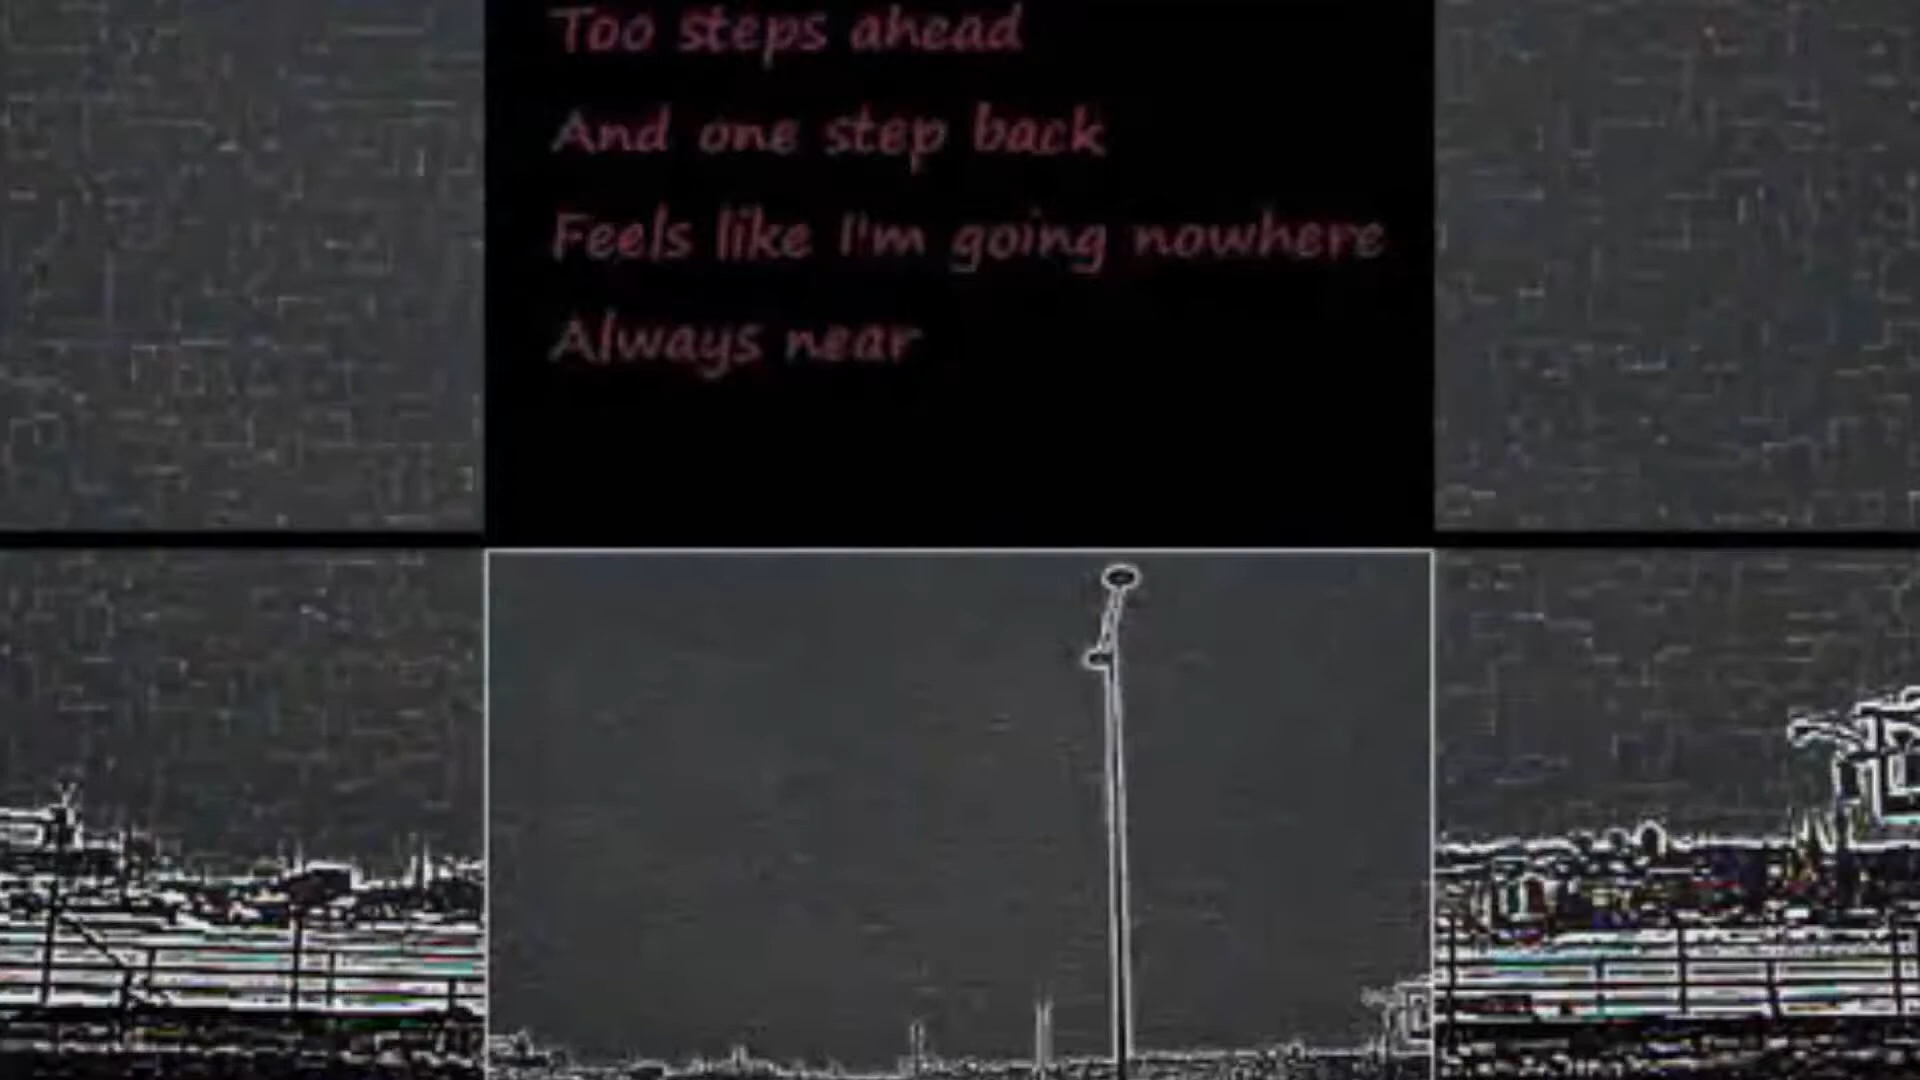 Too steps ahead
And one step back
Feels like I'm going nowhere
Always near